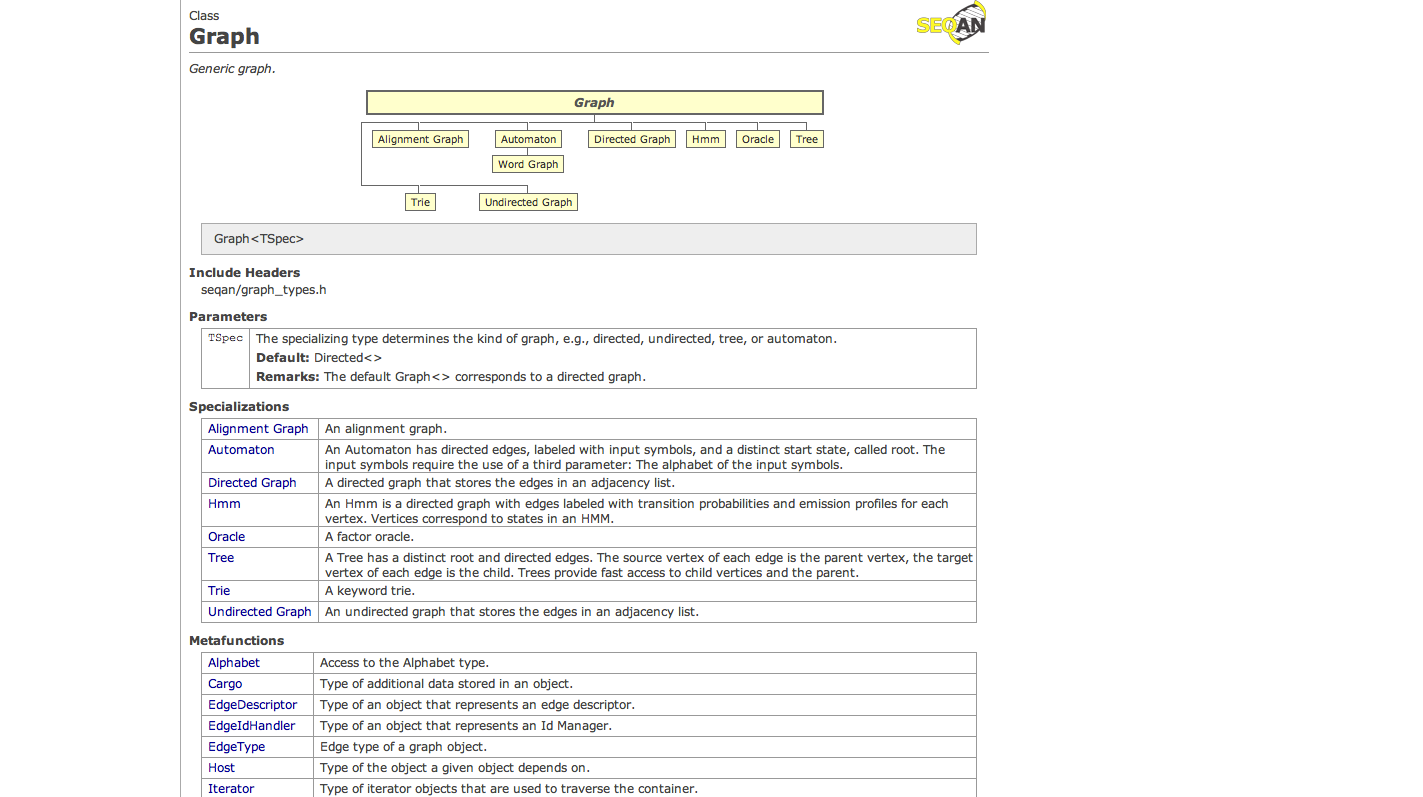 Class
Graph
SEQAN
Generic graph.
Graph
Alignment Graph Automaton Directed Graph Hmm Oracle Tree
Word Graph
Trie Undirected Graph
Graph<TSpec>
Include Headers
seqan/graph_types.h
Parameters
TSpec The specializing type determines the kind of graph, e.g., directed, undirected, tree, or automaton.
Default: Directed<>
Remarks: The default Graph<> corresponds to a directed graph.
Specializations
Alignment Graph An alignment graph.
Automaton An Automaton has directed edges, labeled with input symbols, and a distinct start state, called root. The
input symbols require the use of a third parameter: The alphabet of the input symbols.
Directed Graph A directed graph that stores the edges in an adjacency list.
Hmm An Hmm is a directed graph with edges labeled with transition probabilities and emission profiles for each
vertex. Vertices correspond to states in an HMM.
Oracle A factor oracle.
Tree A Tree has a distinct root and directed edges. The source vertex of each edge is the parent vertex, the target
vertex of each edge is the child. Trees provide fast access to child vertices and the parent.
Trie A keyword trie.
Undirected Graph An undirected graph that stores the edges in an adjacency list.
Metafunctions
Alphabet Access to the Alphabet type.
Cargo Type of additional data stored in an object.
EdgeDescriptor Type of an object that represents an edge descriptor.
EdgeIdHandler Type of an object that represents an Id Manager.
EdgeType Edge type of a graph object.
Host Type of the object a given object depends on.
Iterator Type of iterator objects that are used to traverse the container.